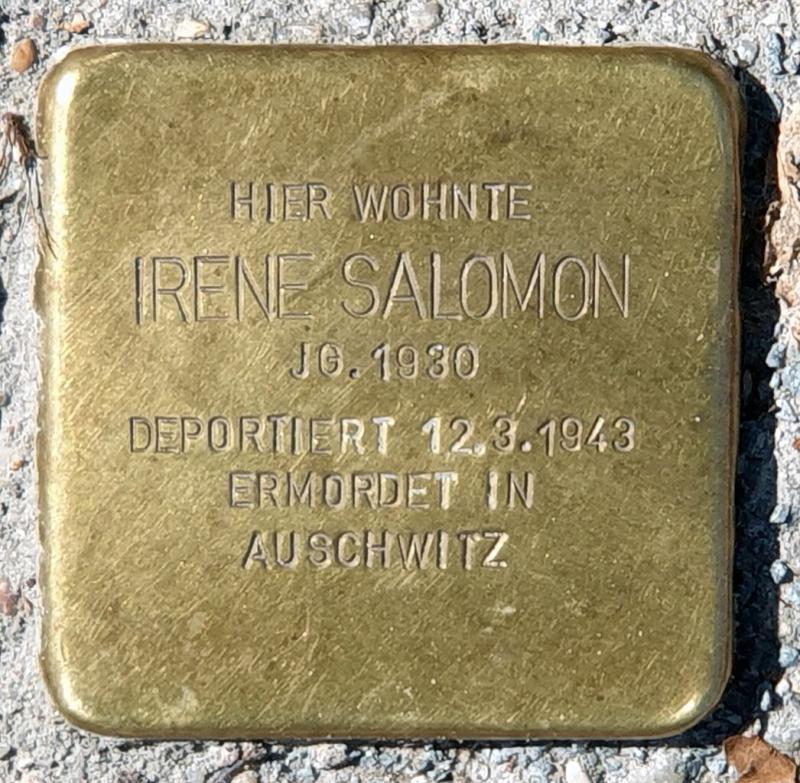 HIER WOHNTE
IRENE SALOMON
JG. 1930
DEPORTIERT 12.3.1943
ERMORDET IN
AUSCHWITZ